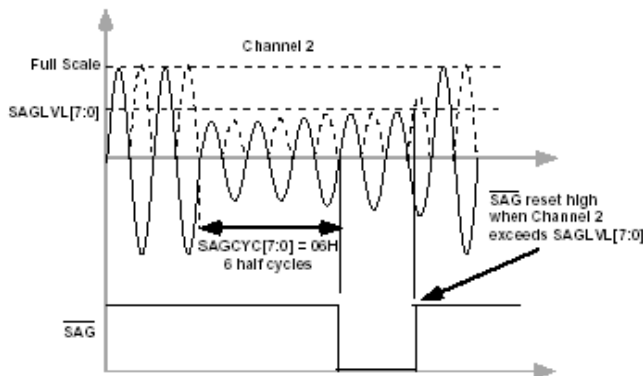 Channel 2
Full Scale
SAGLVL[7:0]
SAG reset high
when Channel 2
exceeds SAGLVL[7:0]
SAGCYC[7:0] = 06H
6 half cycles
SAG